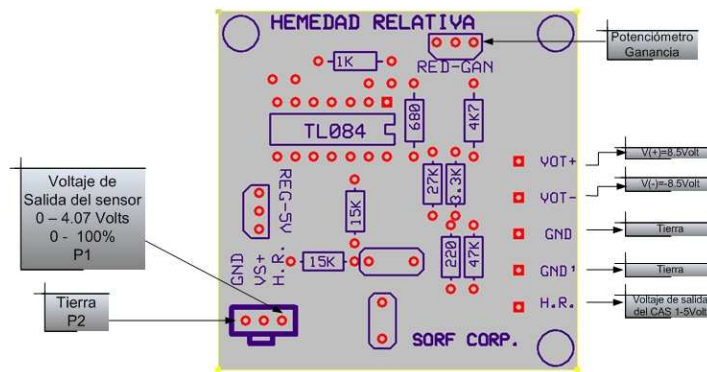 HEMEDAD RELATIVA
1K
RED-GAN
Potenciómetro
Ganancia
TL084
680
4K7
REG-5V
15K
27K
3.3K
220
47K
15K
GND
VS+
H.R.
VOT+
VOT-
GND
GND'
H.R.
V(+)=8.5Volt
V(-)=-8.5Volt
Tierra
Tierra
Voltaje de salida
del CAS 1-5Volt
Voltaje de
Salida del sensor
0 – 4.07 Volts
0 - 100%
P1
Tierra
P2
SORF CORP.